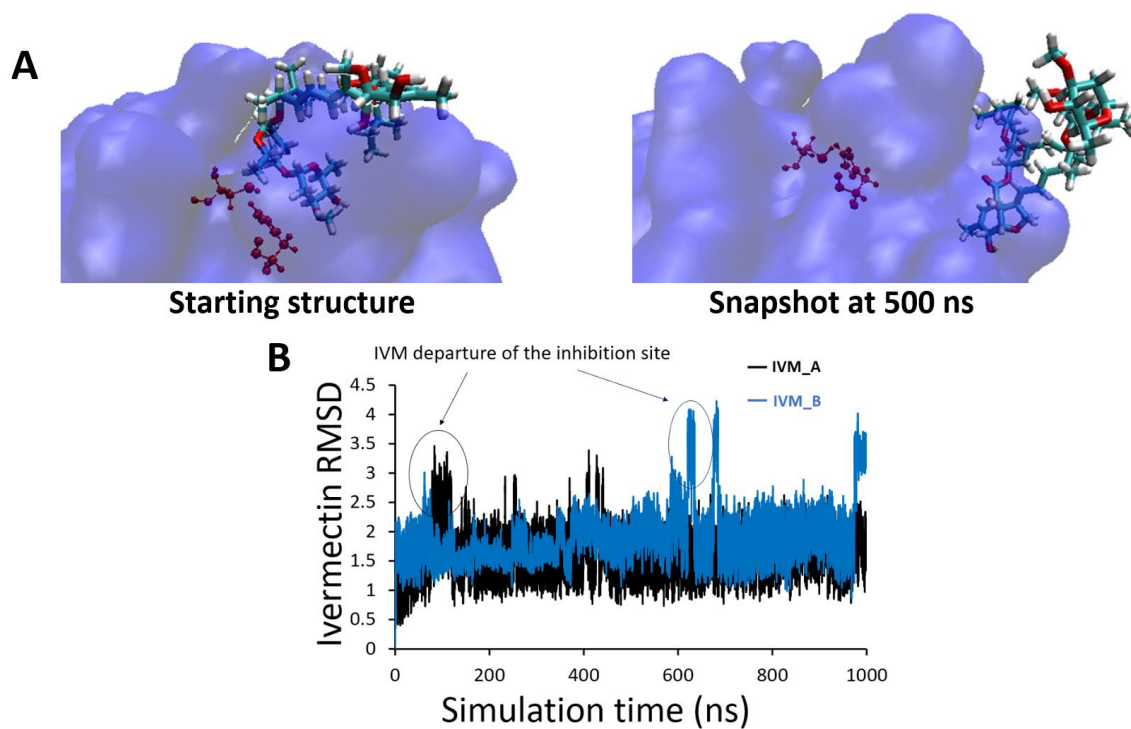 A
Starting structure
Snapshot at 500 ns
B
IVM departure of the inhibition site
IVM_A
IVM_B
Ivermectin RMSD
4.5
4
3.5
3
2.5
2
1.5
1
0.5
0
0 200 400 600 800 1000
Simulation time (ns)